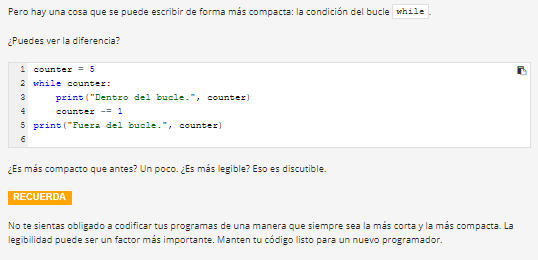 Pero hay una cosa que se puede escribir de forma más compacta: la condición del bucle while.
¿Puedes ver la diferencia?
1 counter = 5
2 while counter:
3     print("Dentro del bucle.", counter)
4     counter -= 1
5 print("Fuera del bucle.", counter)
6
¿Es más compacto que antes? Un poco. ¿Es más legible? Eso es discutible.
RECUERDA
No te sientas obligado a codificar tus programas de una manera que siempre sea la más corta y la más compacta. La
legibilidad puede ser un factor más importante. Manten tu código listo para un nuevo programador.